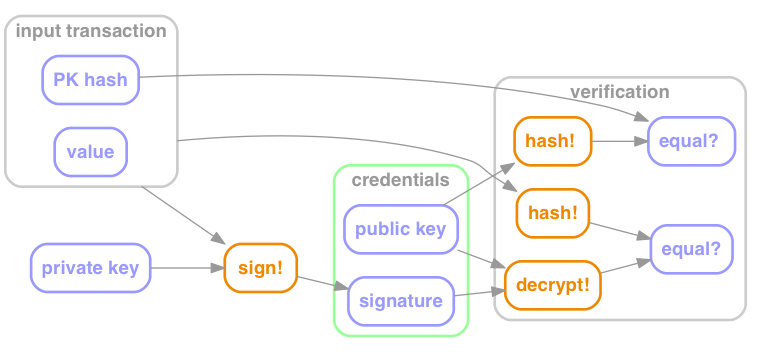 input transaction
PK hash
value
private key
sign!
credentials
public key
signature
verification
hash!
equal?
hash!
equal?
decrypt!